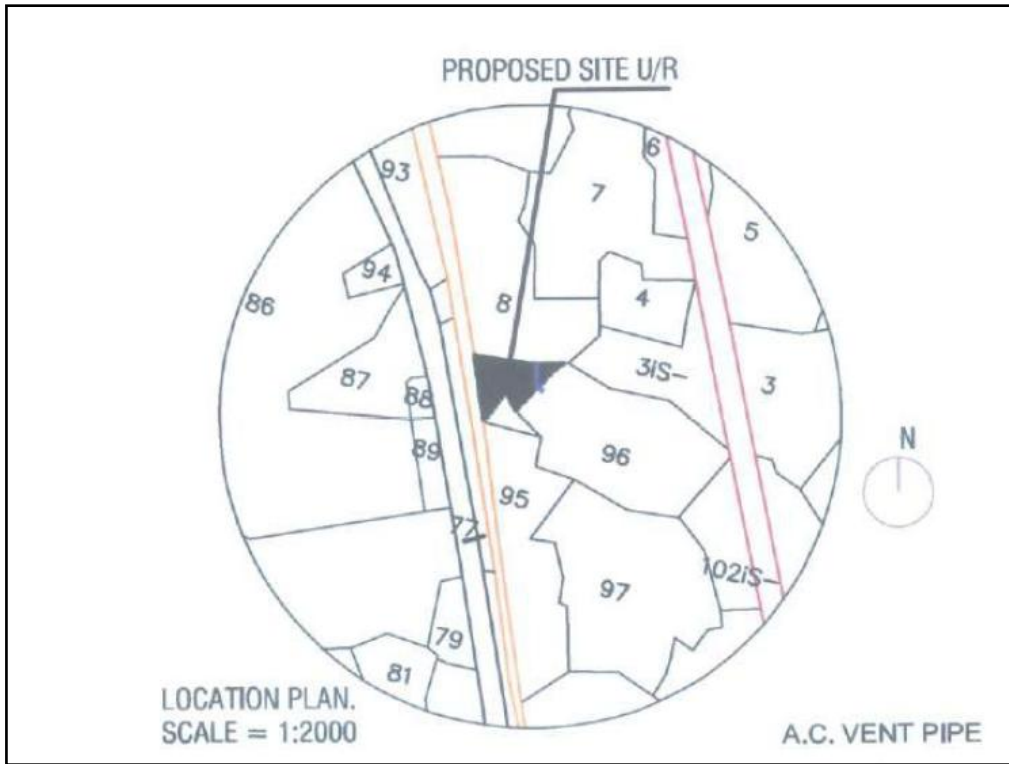 PROPOSED SITE U/R
93
6
7
5
94
86
8
4
87
3iS-
3
88
89
96
N
95
77
102iS-
97
79
81
LOCATION PLAN.
SCALE = 1:2000
A.C. VENT PIPE